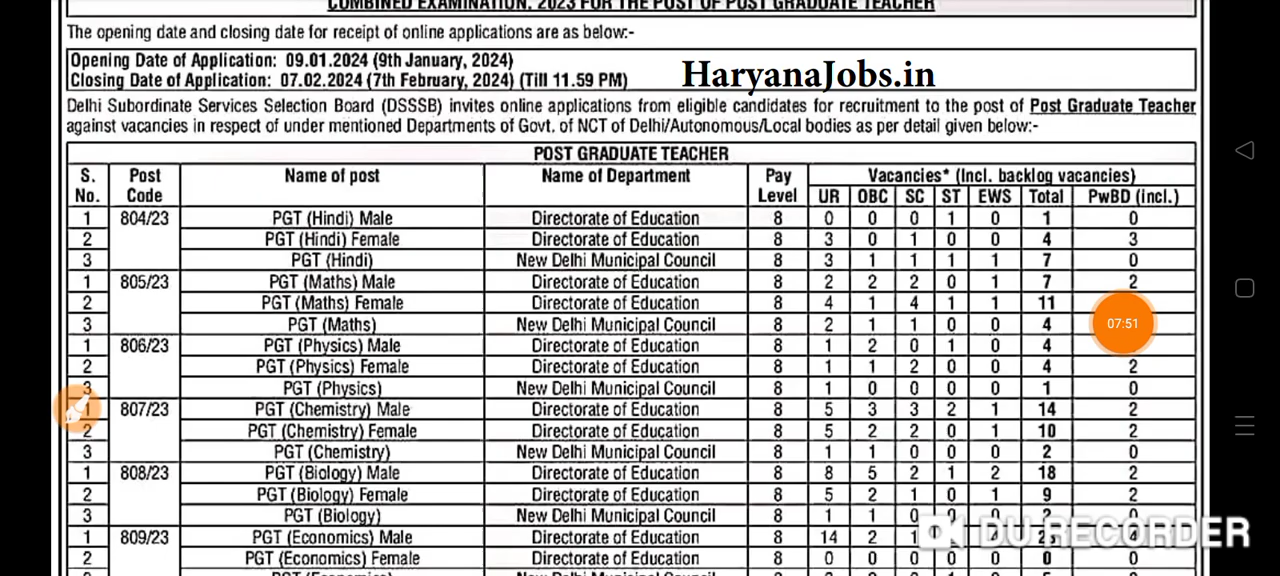 COMBINED EXAMINATION, 2023 FOR THE POST OF POST GRADUATE TEACHER
The opening date and closing date for receipt of online applications are as below:-
Opening Date of Application: 09.01.2024 (9th January, 2024)
Closing Date of Application: 07.02.2024 (7th February, 2024) (Till 11.59 PM)
HaryanaJobs.in
Delhi Subordinate Services Selection Board (DSSSB) invites online applications from eligible candidates for recruitment to the post of Post Graduate Teacher
against vacancies in respect of under mentioned Departments of Govt. of NCT of Delhi/Autonomous/Local bodies as per detail given below:-
POST GRADUATE TEACHER
S. No. Post Code Name of post Name of Department Pay Level Vacancies* (Incl. backlog vacancies)
UR OBC SC ST EWS Total PwBD (incl.)
1 804/23 PGT (Hindi) Male Directorate of Education 8 0 0 0 1 0 1 0
2 PGT (Hindi) Female Directorate of Education 8 3 0 1 0 0 4 3
3 PGT (Hindi) New Delhi Municipal Council 8 3 1 1 1 1 7 0
1 805/23 PGT (Maths) Male Directorate of Education 8 2 2 2 0 1 7 2
2 PGT (Maths) Female Directorate of Education 8 4 1 4 1 1 11
3 PGT (Maths) New Delhi Municipal Council 8 2 1 1 0 0 4
07:51
1 806/23 PGT (Physics) Male Directorate of Education 8 1 2 0 1 0 4
2 PGT (Physics) Female Directorate of Education 8 1 1 2 0 0 4 2
3 PGT (Physics) New Delhi Municipal Council 8 1 0 0 0 0 1 0
1 807/23 PGT (Chemistry) Male Directorate of Education 8 5 3 3 2 1 14 2
2 PGT (Chemistry) Female Directorate of Education 8 5 2 2 0 1 10 2
3 PGT (Chemistry) New Delhi Municipal Council 8 1 1 0 0 0 2 0
1 808/23 PGT (Biology) Male Directorate of Education 8 8 5 2 1 2 18 2
2 PGT (Biology) Female Directorate of Education 8 5 2 1 0 1 9 2
3 PGT (Biology) New Delhi Municipal Council 8 1 1 0
1 809/23 PGT (Economics) Male Directorate of Education 8 14 2
DU RECORDER
2 PGT (Economics) Female Directorate of Education 8 0 0 0 0 0 0 0